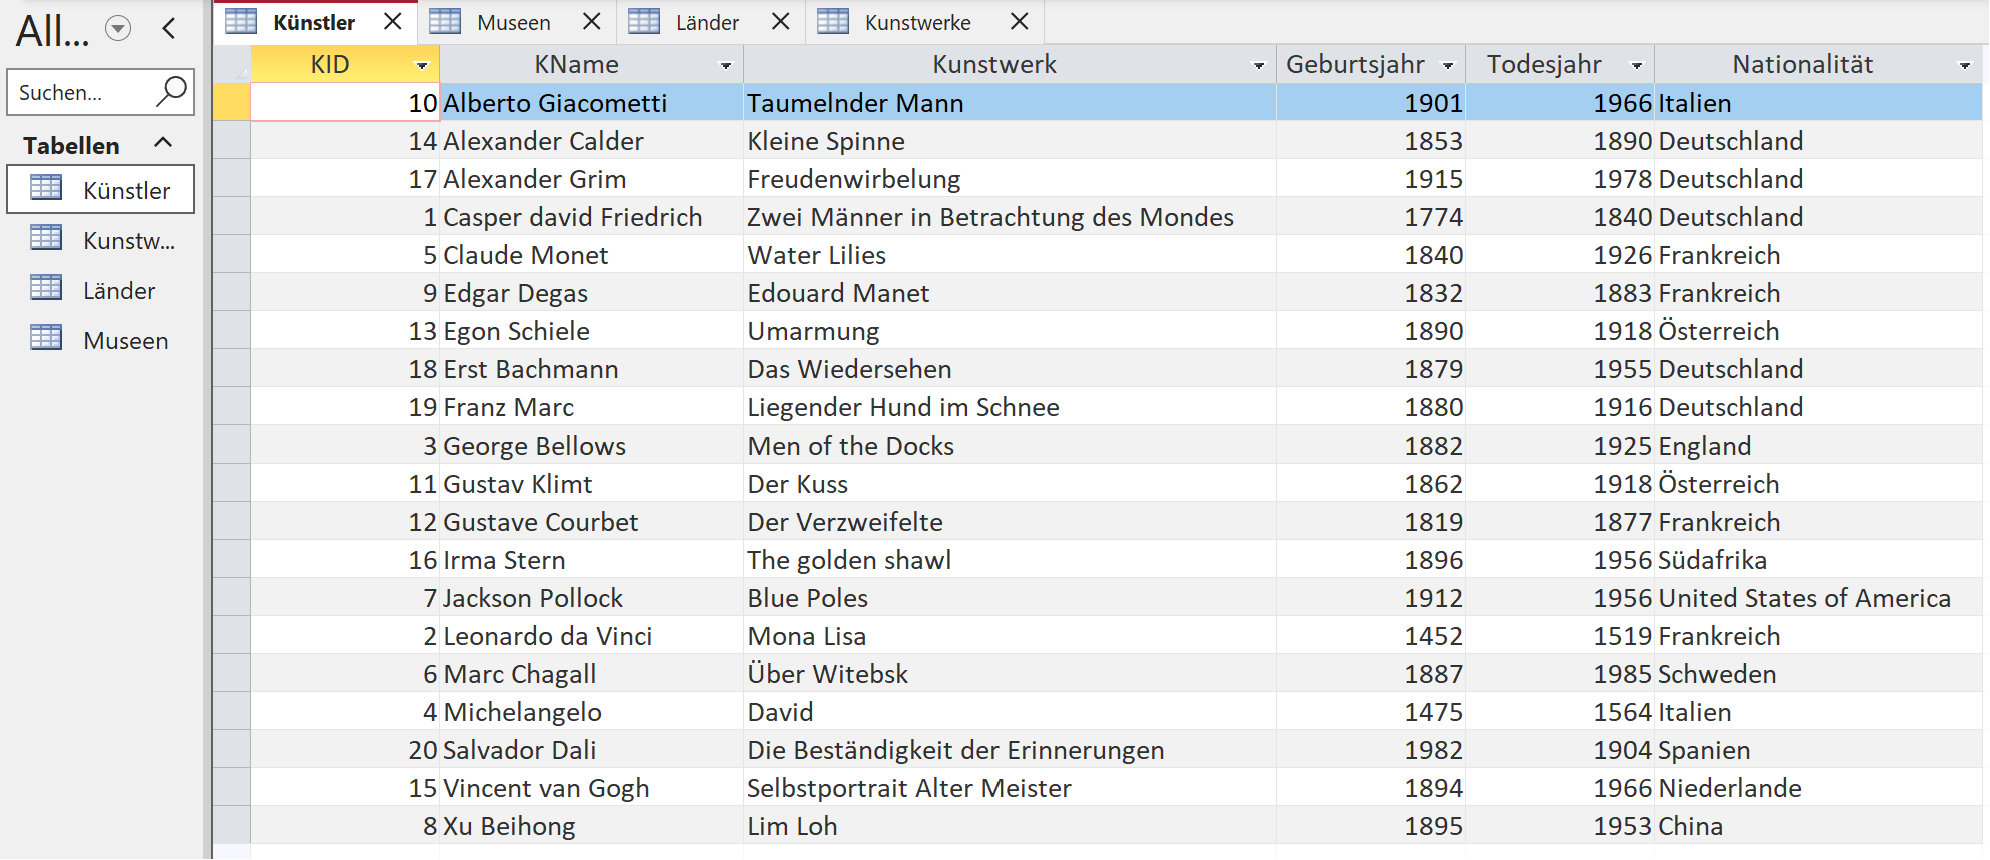 All...
Suchen...
Tabellen
Künstler
Kunstw...
Länder
Museen
Künstler Museen Länder Kunstwerke
KID KName Kunstwerk Geburtsjahr Todesjahr Nationalität
10 Alberto Giacometti Taumelnder Mann 1901 1966 Italien
14 Alexander Calder Kleine Spinne 1853 1890 Deutschland
17 Alexander Grim Freudenwirbelung 1915 1978 Deutschland
1 Casper david Friedrich Zwei Männer in Betrachtung des Mondes 1774 1840 Deutschland
5 Claude Monet Water Lilies 1840 1926 Frankreich
9 Edgar Degas Edouard Manet 1832 1883 Frankreich
13 Egon Schiele Umarmung 1890 1918 Österreich
18 Erst Bachmann Das Wiedersehen 1879 1955 Deutschland
19 Franz Marc Liegender Hund im Schnee 1880 1916 Deutschland
3 George Bellows Men of the Docks 1882 1925 England
11 Gustav Klimt Der Kuss 1862 1918 Österreich
12 Gustave Courbet Der Verzweifelte 1819 1877 Frankreich
16 Irma Stern The golden shawl 1896 1956 Südafrika
7 Jackson Pollock Blue Poles 1912 1956 United States of America
2 Leonardo da Vinci Mona Lisa 1452 1519 Frankreich
6 Marc Chagall Über Witebsk 1887 1985 Schweden
4 Michelangelo David 1475 1564 Italien
20 Salvador Dali Die Beständigkeit der Erinnerungen 1982 1904 Spanien
15 Vincent van Gogh Selbstportrait Alter Meister 1894 1966 Niederlande
8 Xu Beihong Lim Loh 1895 1953 China